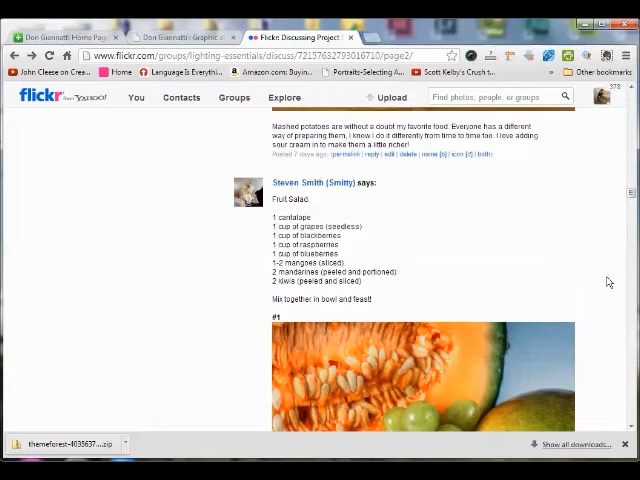 Don Giannatti Home Page
Don Giannatti : Graphic a
Flickr: Discussing Project
www.flickr.com/groups/lighting-essentials/discuss/72157632793016710/page2/
John Cleese on Creat
Home
Language Is Everythi...
Amazon.com: Buyin...
Portraits-Selecting A...
Scott Kelby's Crush t...
»
Other bookmarks
flickr from YAHOO!
You
Contacts
Groups
Explore
Upload
Find photos, people, or groups
378
Mashed potatoes are without a doubt my favorite food. Everyone has a different
way of preparing them, I know I do it differently from time to time too. I love adding
sour cream in to make them a little richer!
Posted 7 days ago. (permalink | reply | edit | delete | name [b] | icon [c] | both)
Steven Smith (Smitty) says:
Fruit Salad.
1 cantalope
1 cup of grapes (seedless)
1 cup of blackberries
1 cup of raspberries
1 cup of blueberries
1-2 mangoes (sliced)
2 mandarines (peeled and portioned)
2 kiwis (peeled and sliced)
Mix together in bowl and feast!
#1
themeforest-4035637....zip
Show all downloads...